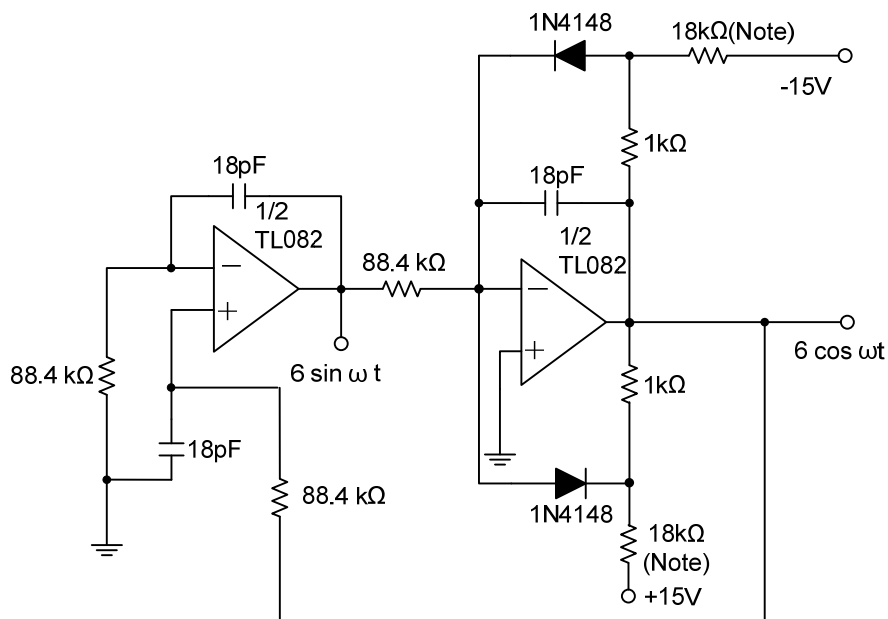 1N4148
18kΩ(Note)
-15V
1kΩ
18pF
18pF
1/2
TL082
1/2
TL082
88.4 kΩ
−
+
−
+
6 sin ω t
6 cos ωt
88.4 kΩ
1kΩ
18pF
88.4 kΩ
1N4148
18kΩ
(Note)
+15V